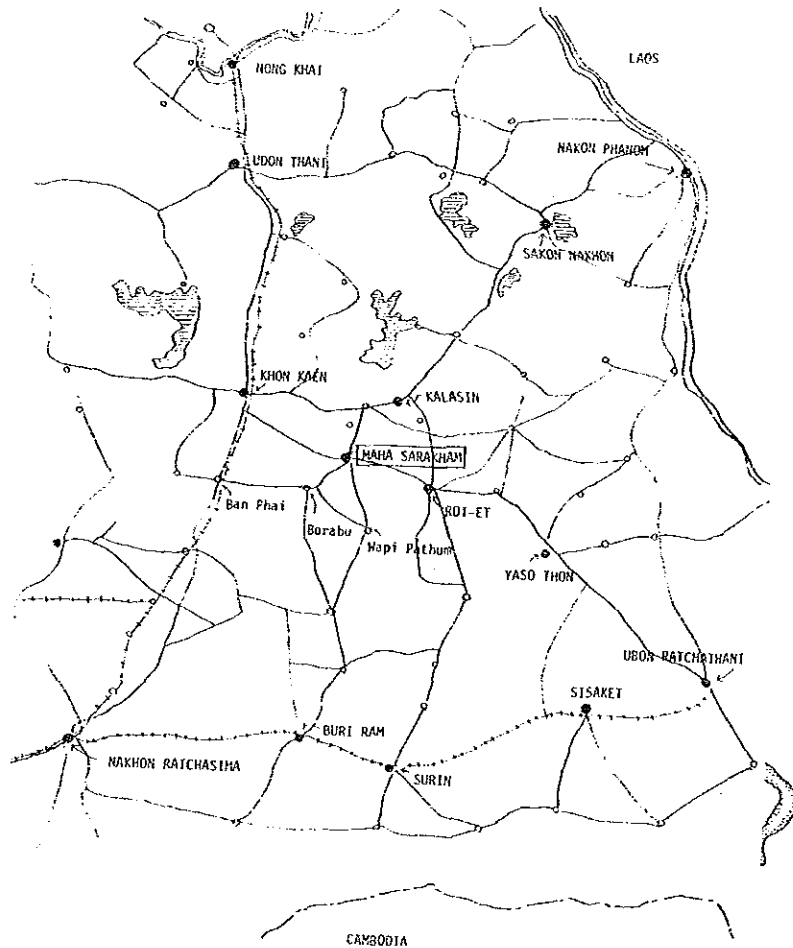 LAOS
NONG KHAI
NAKON PHANOM
UDON THANI
SAKON NAKHON
KHON KAEN
KALASIN
MAHA SARAKHAM
Ban Phai
Borabu
ROI-ET
Wapi Pathum
YASO THON
UBON RATCHATHANI
SISAKET
BURI RAM
NAKHON RATCHASIMA
SURIN
CAMBODIA